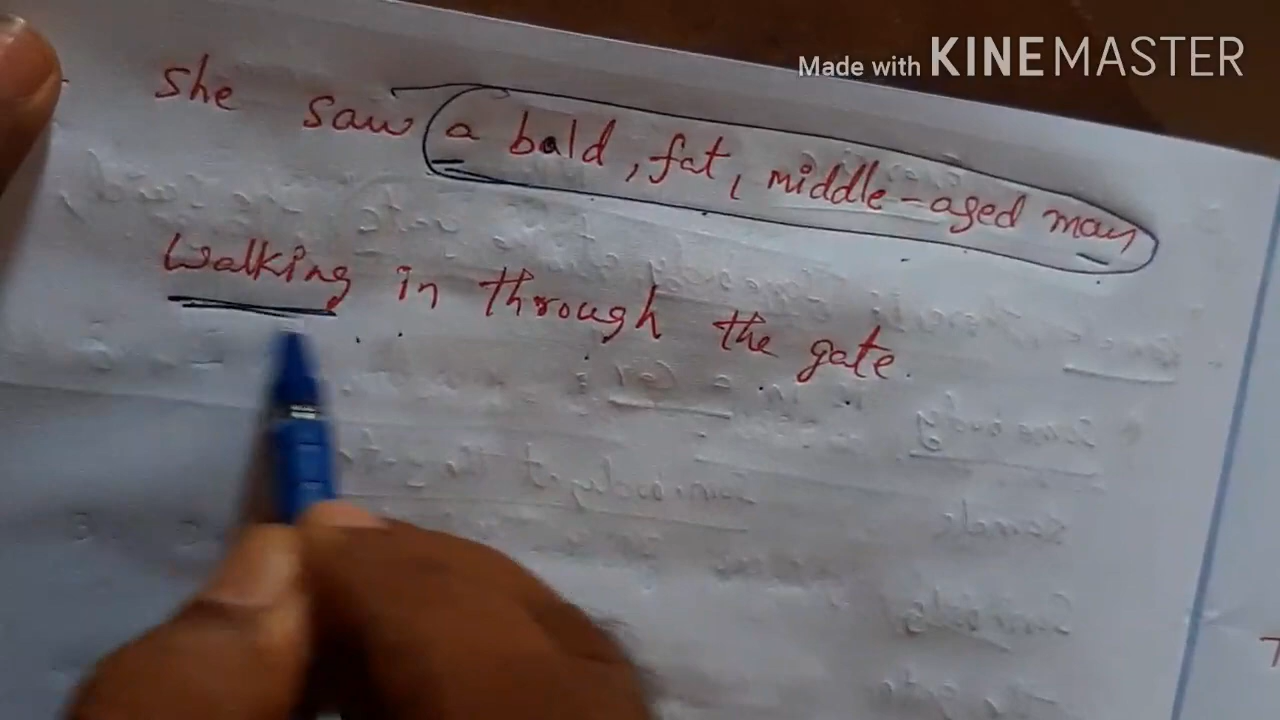 Made with KINEMASTER
She saw a bald, fat, middle-aged man
Walking in through the gate.